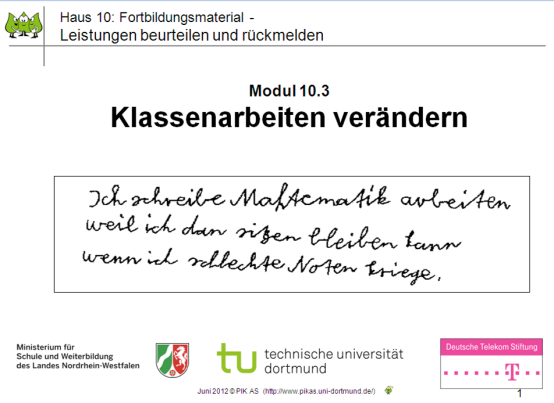 Haus 10: Fortbildungsmaterial -
Leistungen beurteilen und rückmelden
Modul 10.3
Klassenarbeiten verändern
Ich schreibe Mahtematik arbeiten
weil ich dan sitzen bleiben kann
wenn ich schlechte Noten kriege.
Ministerium für
Schule und Weiterbildung
des Landes Nordrhein-Westfalen
tu technische universität
dortmund
Deutsche Telekom Stiftung
T
Juni 2012 © PIK AS (http://www.pikas.uni-dortmund.de/)
1